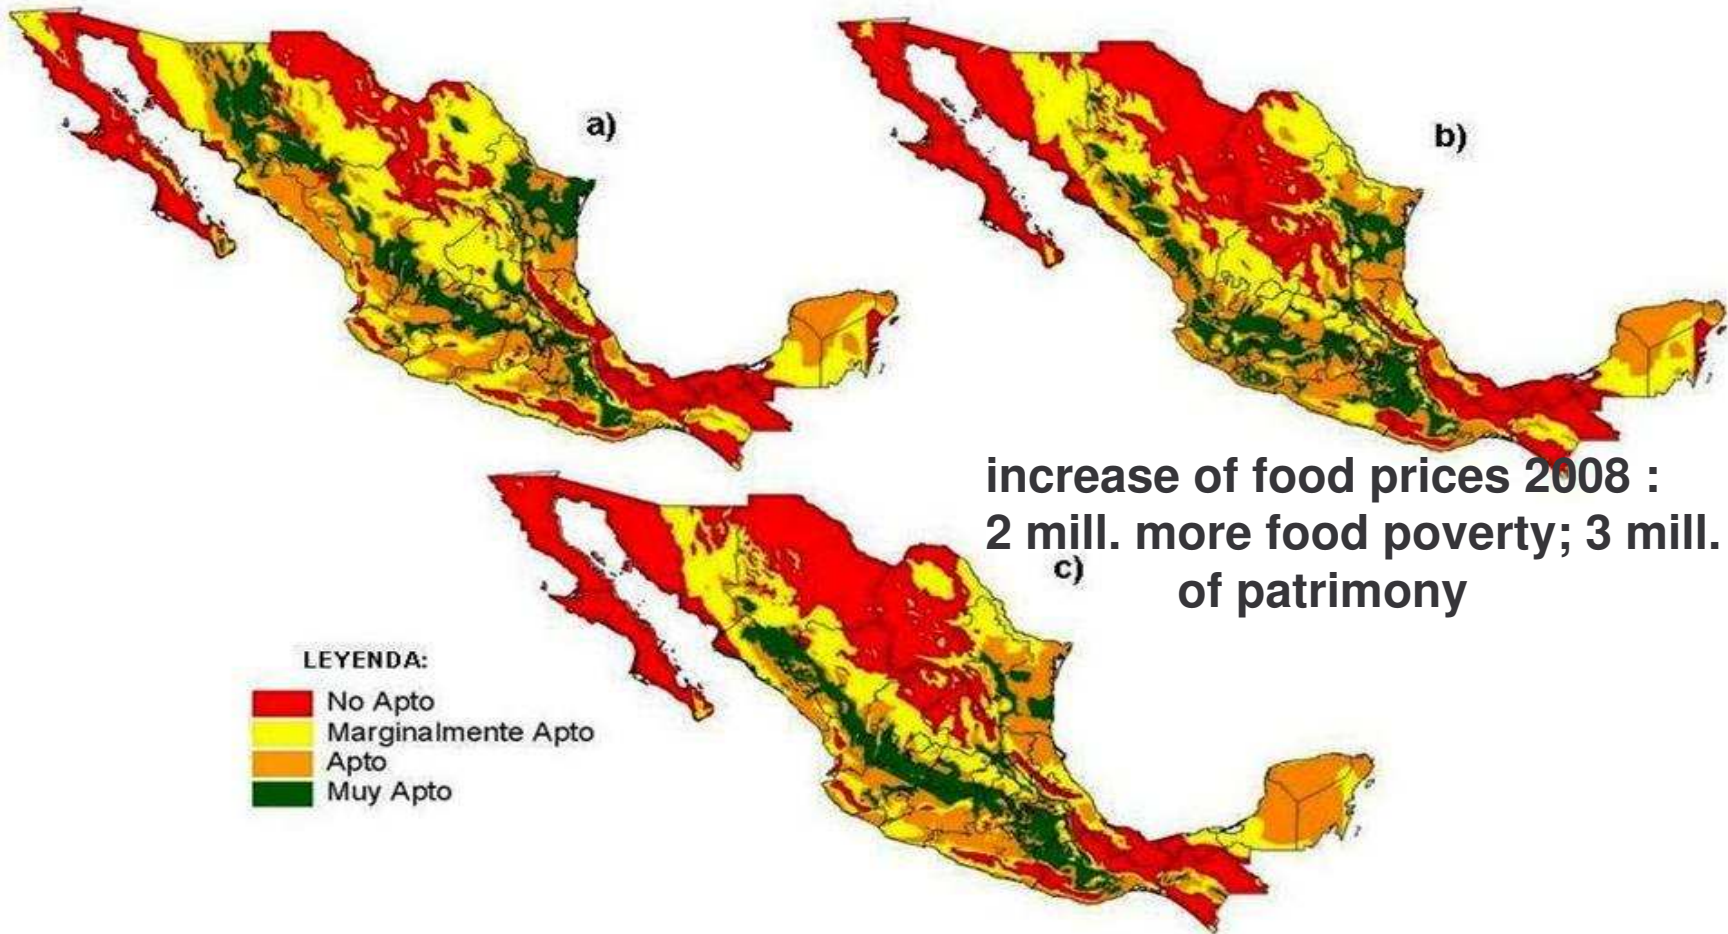 a)
b)
increase of food prices 2008 :
2 mill. more food poverty; 3 mill.
of patrimony
c)
LEYENDA:
No Apto
Marginalmente Apto
Apto
Muy Apto